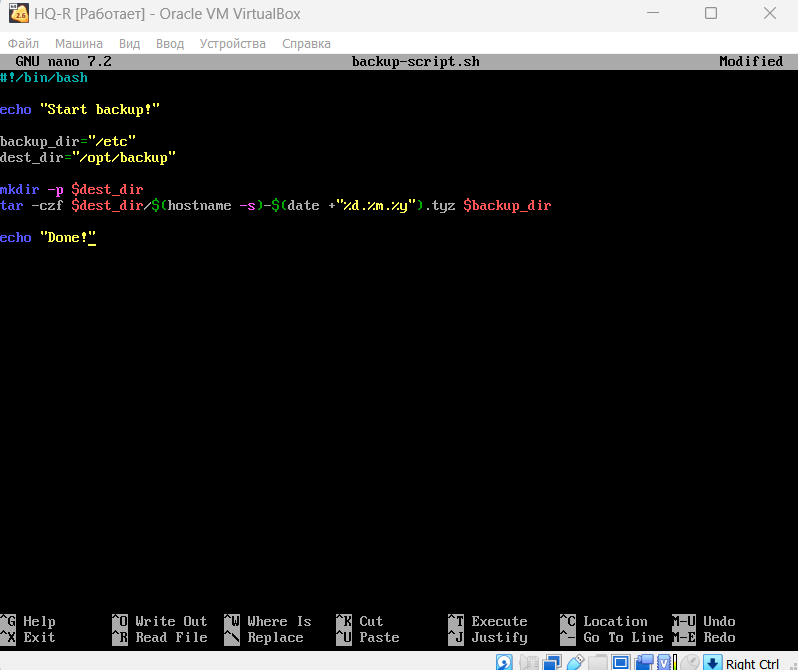 HQ-R [Работает] - Oracle VM VirtualBox
Файл Машина Вид Ввод Устройства Справка
GNU nano 7.2 backup-script.sh Modified
#!/bin/bash
echo "Start backup!"
backup_dir="/etc"
dest_dir="/opt/backup"
mkdir -p $dest_dir
tar -czf $dest_dir/$(hostname -s)-$(date +"%d.%m.%y").tyz $backup_dir
echo "Done!"
^G Help ^O Write Out ^W Where Is ^K Cut ^T Execute ^C Location M-U Undo
^X Exit ^R Read File ^\ Replace ^U Paste ^J Justify ^_ Go To Line M-E Redo
Right Ctrl